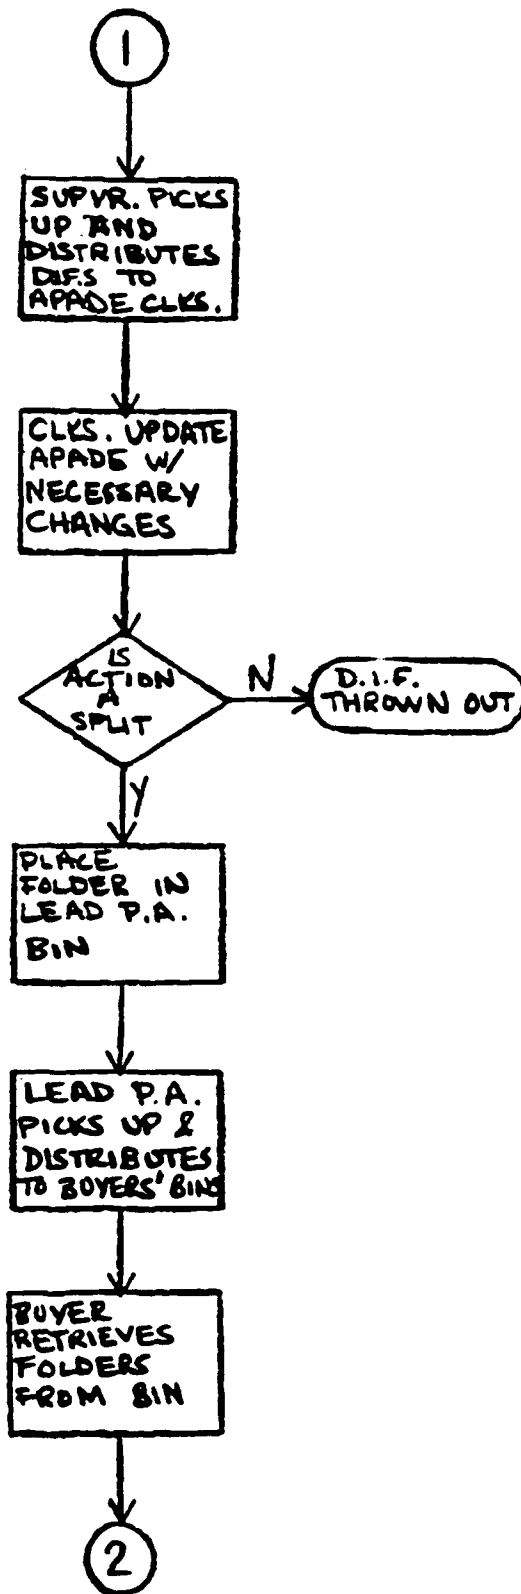 1
SUPVR. PICKS
UP AND
DISTRIBUTES
D.I.F.S TO
APADE CLKS.
CLKS. UPDATE
APADE W/
NECESSARY
CHANGES
IS
ACTION
A
SPLIT
N
D.I.F.
THROWN OUT
Y
PLACE
FOLDER IN
LEAD P.A.
BIN
LEAD P.A.
PICKS UP &
DISTRIBUTES
TO BUYERS' BINS
BUYER
RETRIEVES
FOLDERS
FROM BIN
2